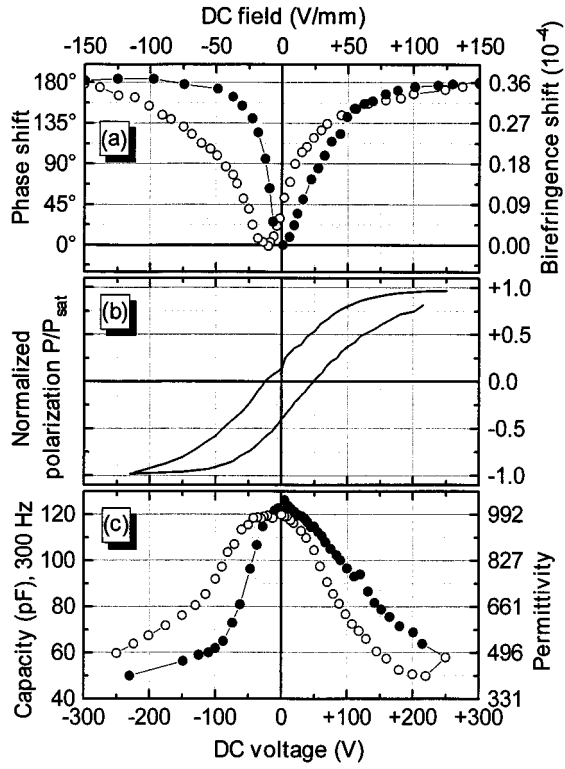 DC field (V/mm)
-150 -100 -50 0 +50 +100 +150
Phase shift
180°
135°
90°
45°
0°
(a)
0.36
0.27
0.18
0.09
0.00
Birefringence shift (10⁻⁴)
Normalized
polarization P/Psat
(b)
+1.0
+0.5
0.0
-0.5
-1.0
Capacity (pF), 300 Hz
120
100
80
60
40
(c)
992
827
661
496
331
Permittivity
-300 -200 -100 0 +100 +200 +300
DC voltage (V)